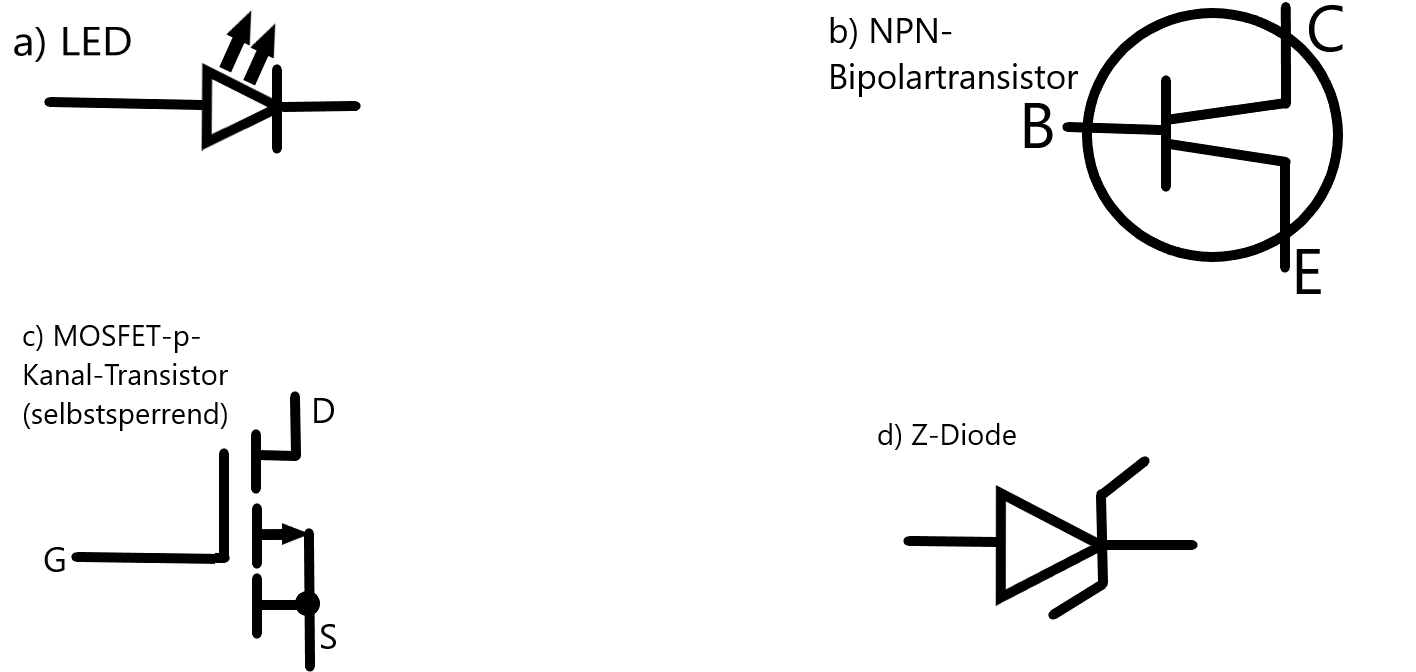 a) LED
b) NPN-
Bipolartransistor
C
B
E
c) MOSFET-p-
Kanal-Transistor
(selbstsperrend)
D
G
S
d) Z-Diode